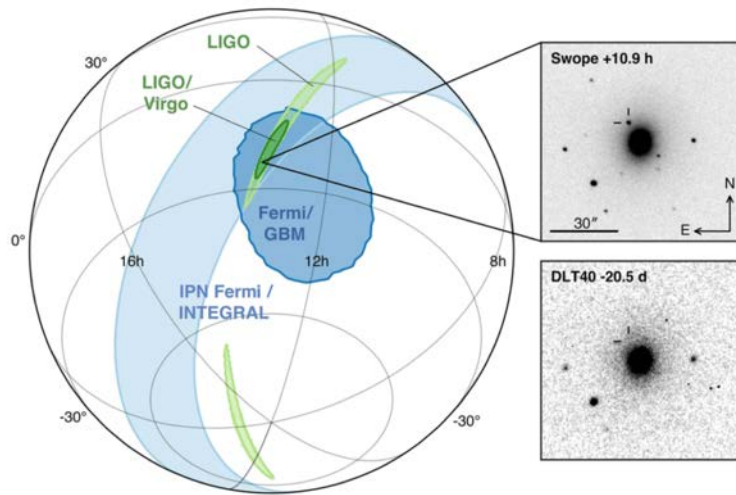 LIGO
LIGO/
Virgo
Fermi/
GBM
IPN Fermi /
INTEGRAL
30°
0°
-30°
-30°
16h
12h
8h
Swope +10.9 h
30"
N
E
DLT40 -20.5 d